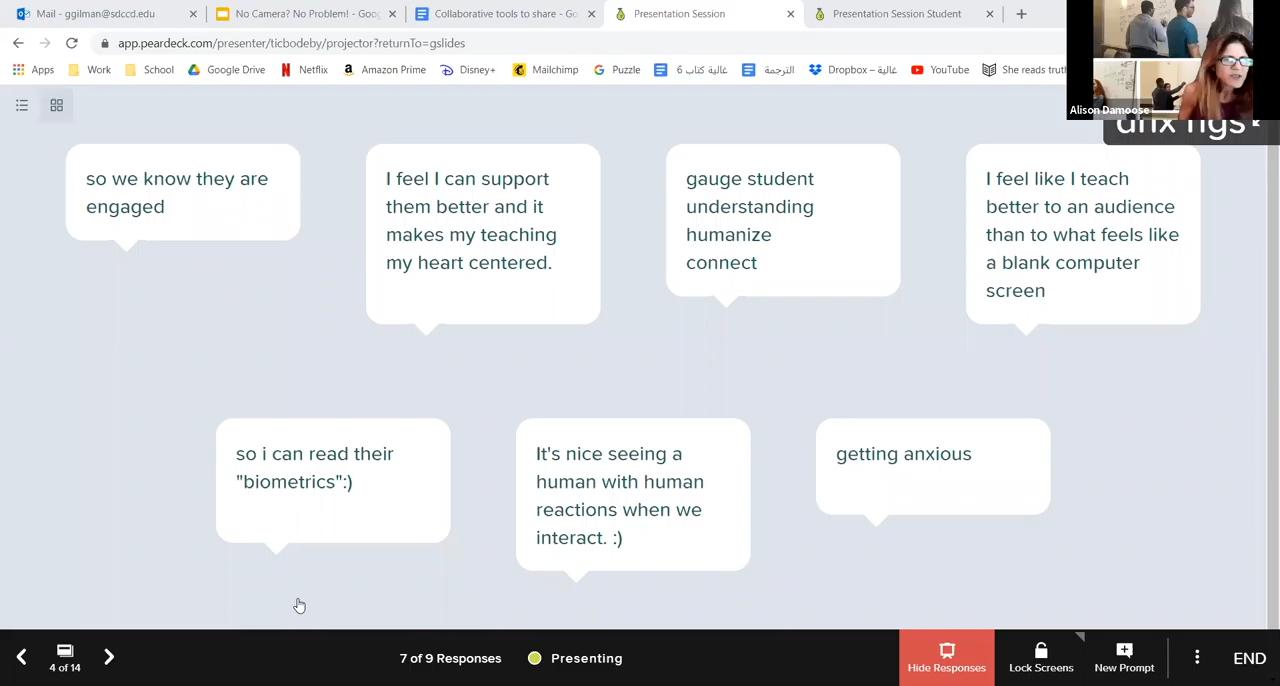 Mail - ggilman@sdccd.edu
No Camera? No Problem! - Goo
Collaborative tools to share - Go
Presentation Session
Presentation Session Student
app.peardeck.com/presenter/ticbodeby/projector?returnTo=gslides
Apps
Work
School
Google Drive
Netflix
Amazon Prime
Disney+
Mailchimp
Puzzle
غالية كتاب 6
الترجمة
Dropbox – غالية
YouTube
She reads truth
Alison Damoose
so we know they are
engaged
I feel I can support
them better and it
makes my teaching
my heart centered.
gauge student
understanding
humanize
connect
I feel like I teach
better to an audience
than to what feels like
a blank computer
screen
so i can read their
"biometrics":)
It's nice seeing a
human with human
reactions when we
interact. :)
getting anxious
4 of 14
7 of 9 Responses
Presenting
Hide Responses
Lock Screens
New Prompt
END